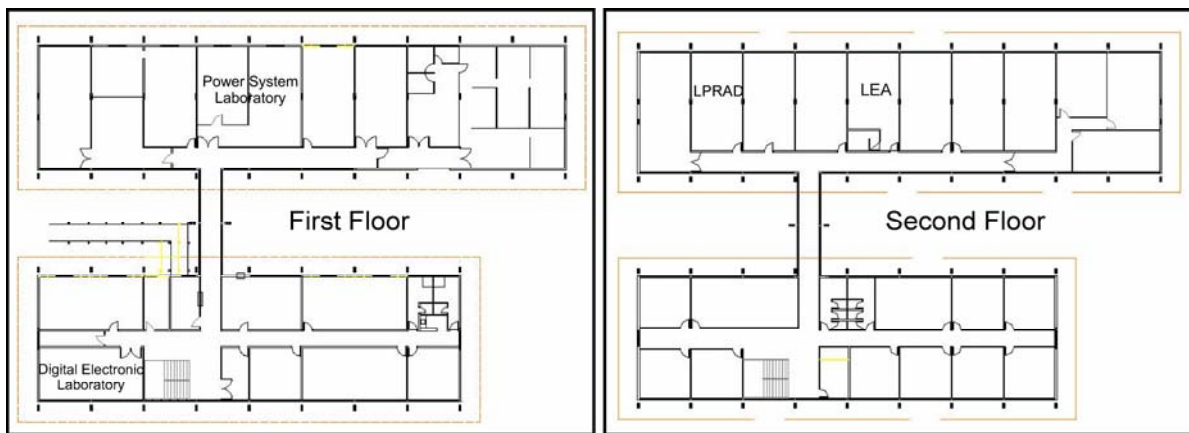 Power System
Laboratory
First Floor
Digital Electronic
Laboratory
LPRAD
LEA
Second Floor